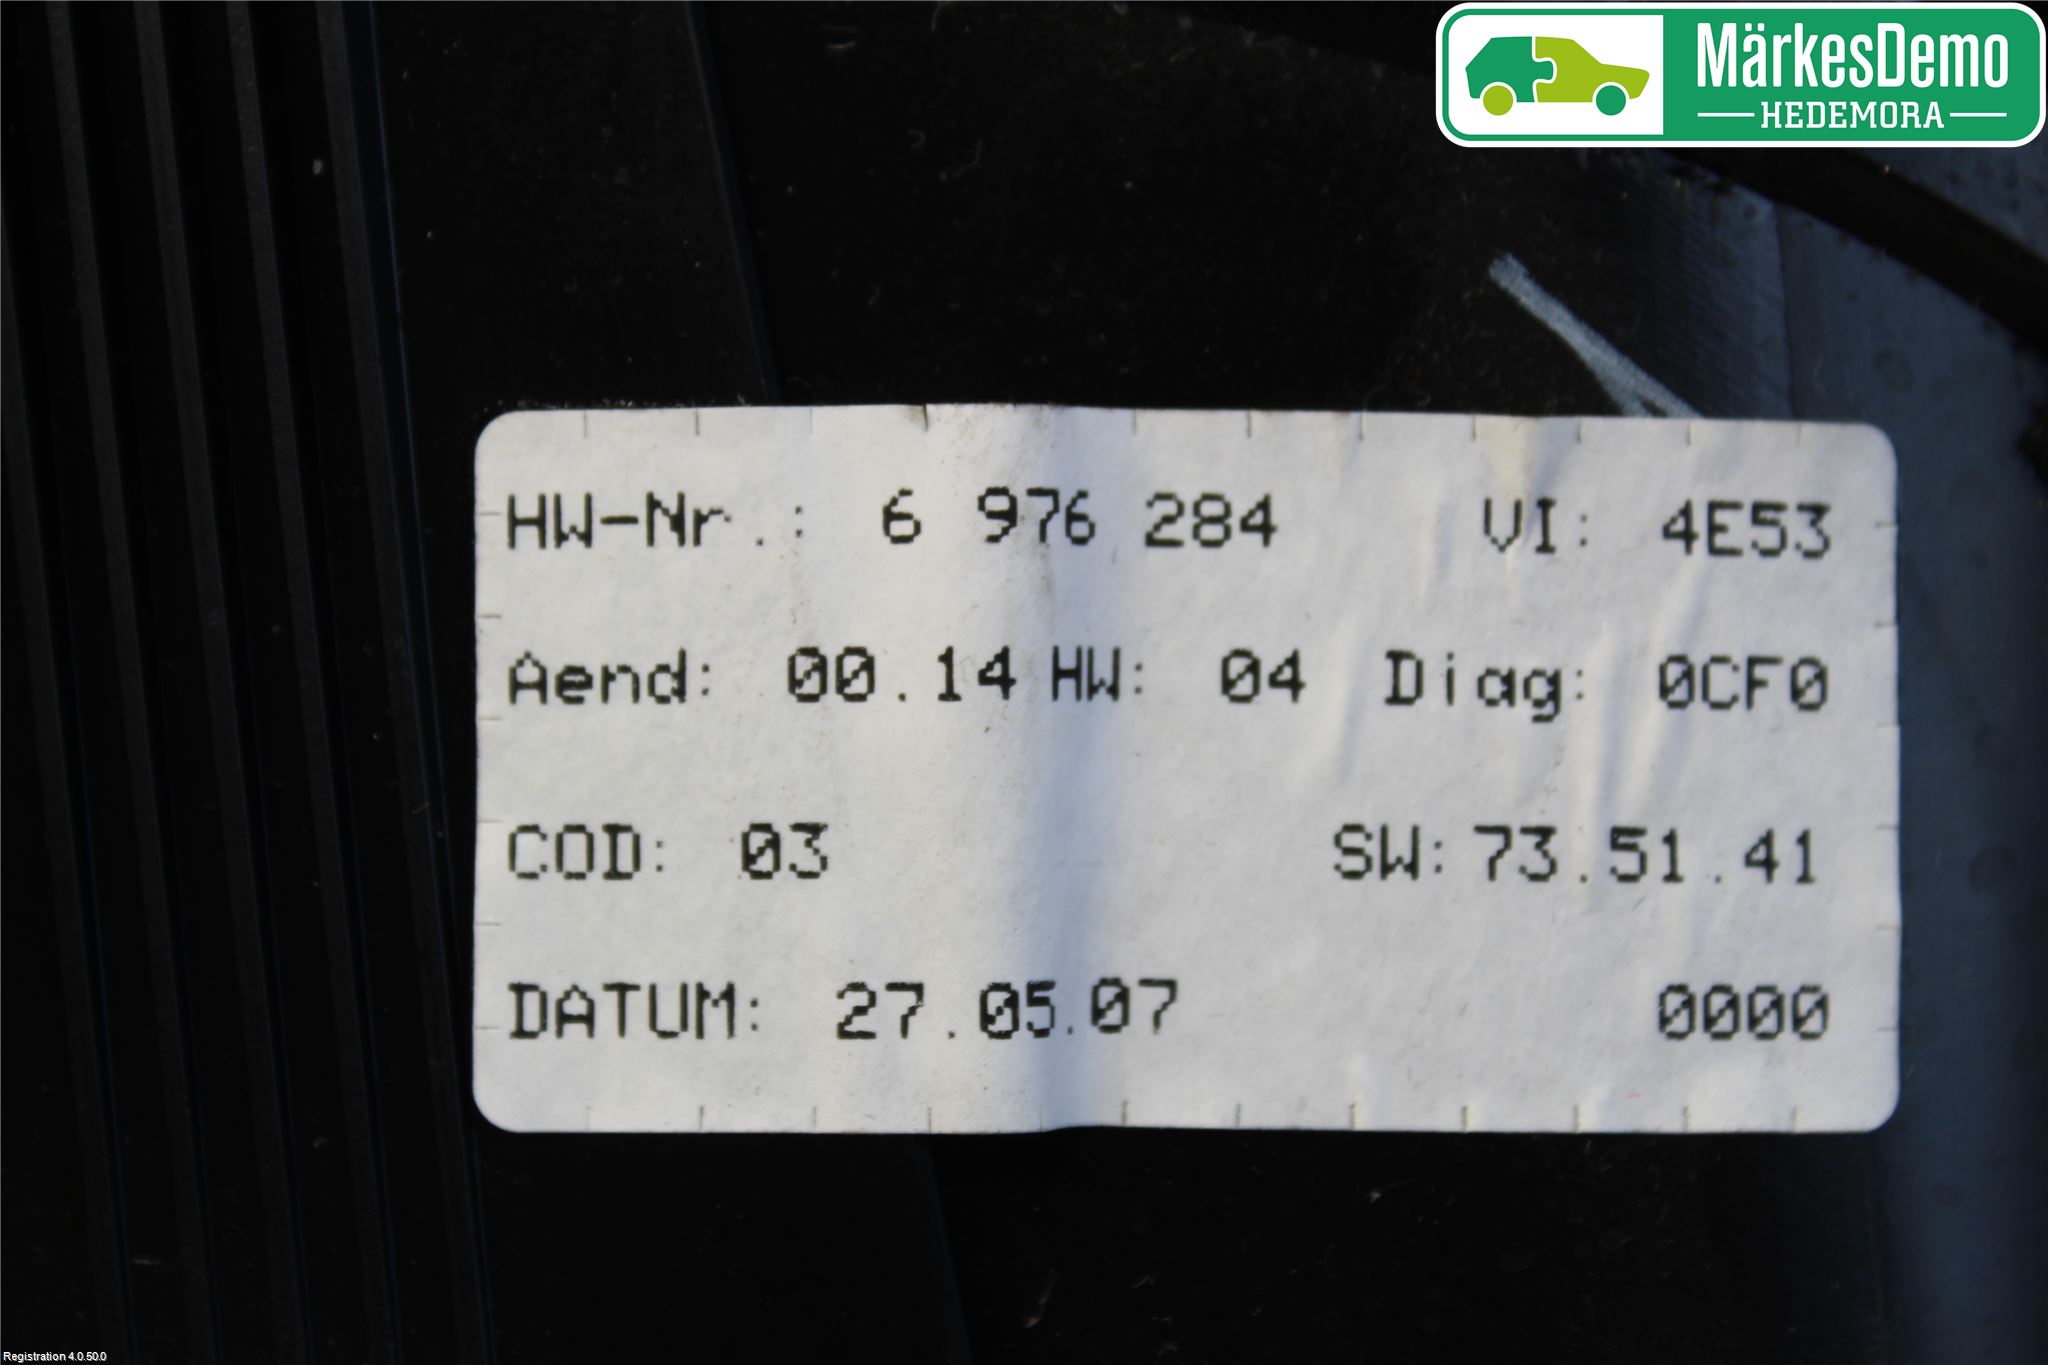 MärkesDemo
HEDEMORA
HW-Nr.: 6 976 284 VI: 4E53
Aend: 00.14 HW: 04 Diag: 0CF0
COD: 03 SW: 73.51.41
DATUM: 27.05.07 0000
Registration 4.0.50.0